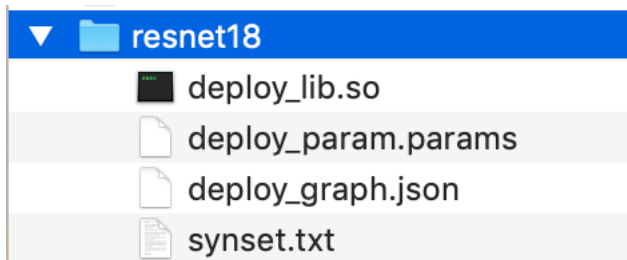 resnet18
deploy_lib.so
deploy_param.params
deploy_graph.json
synset.txt